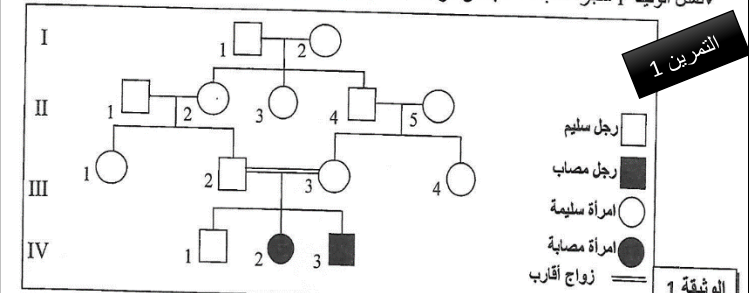 التمرين 1
I
1 2
II
1 2 3 4 5
رجل سليم
رجل مصاب
III
1 2 3 4
امرأة سليمة
امرأة مصابة
IV
1 2 3
زواج أقارب
الوثيقة 1